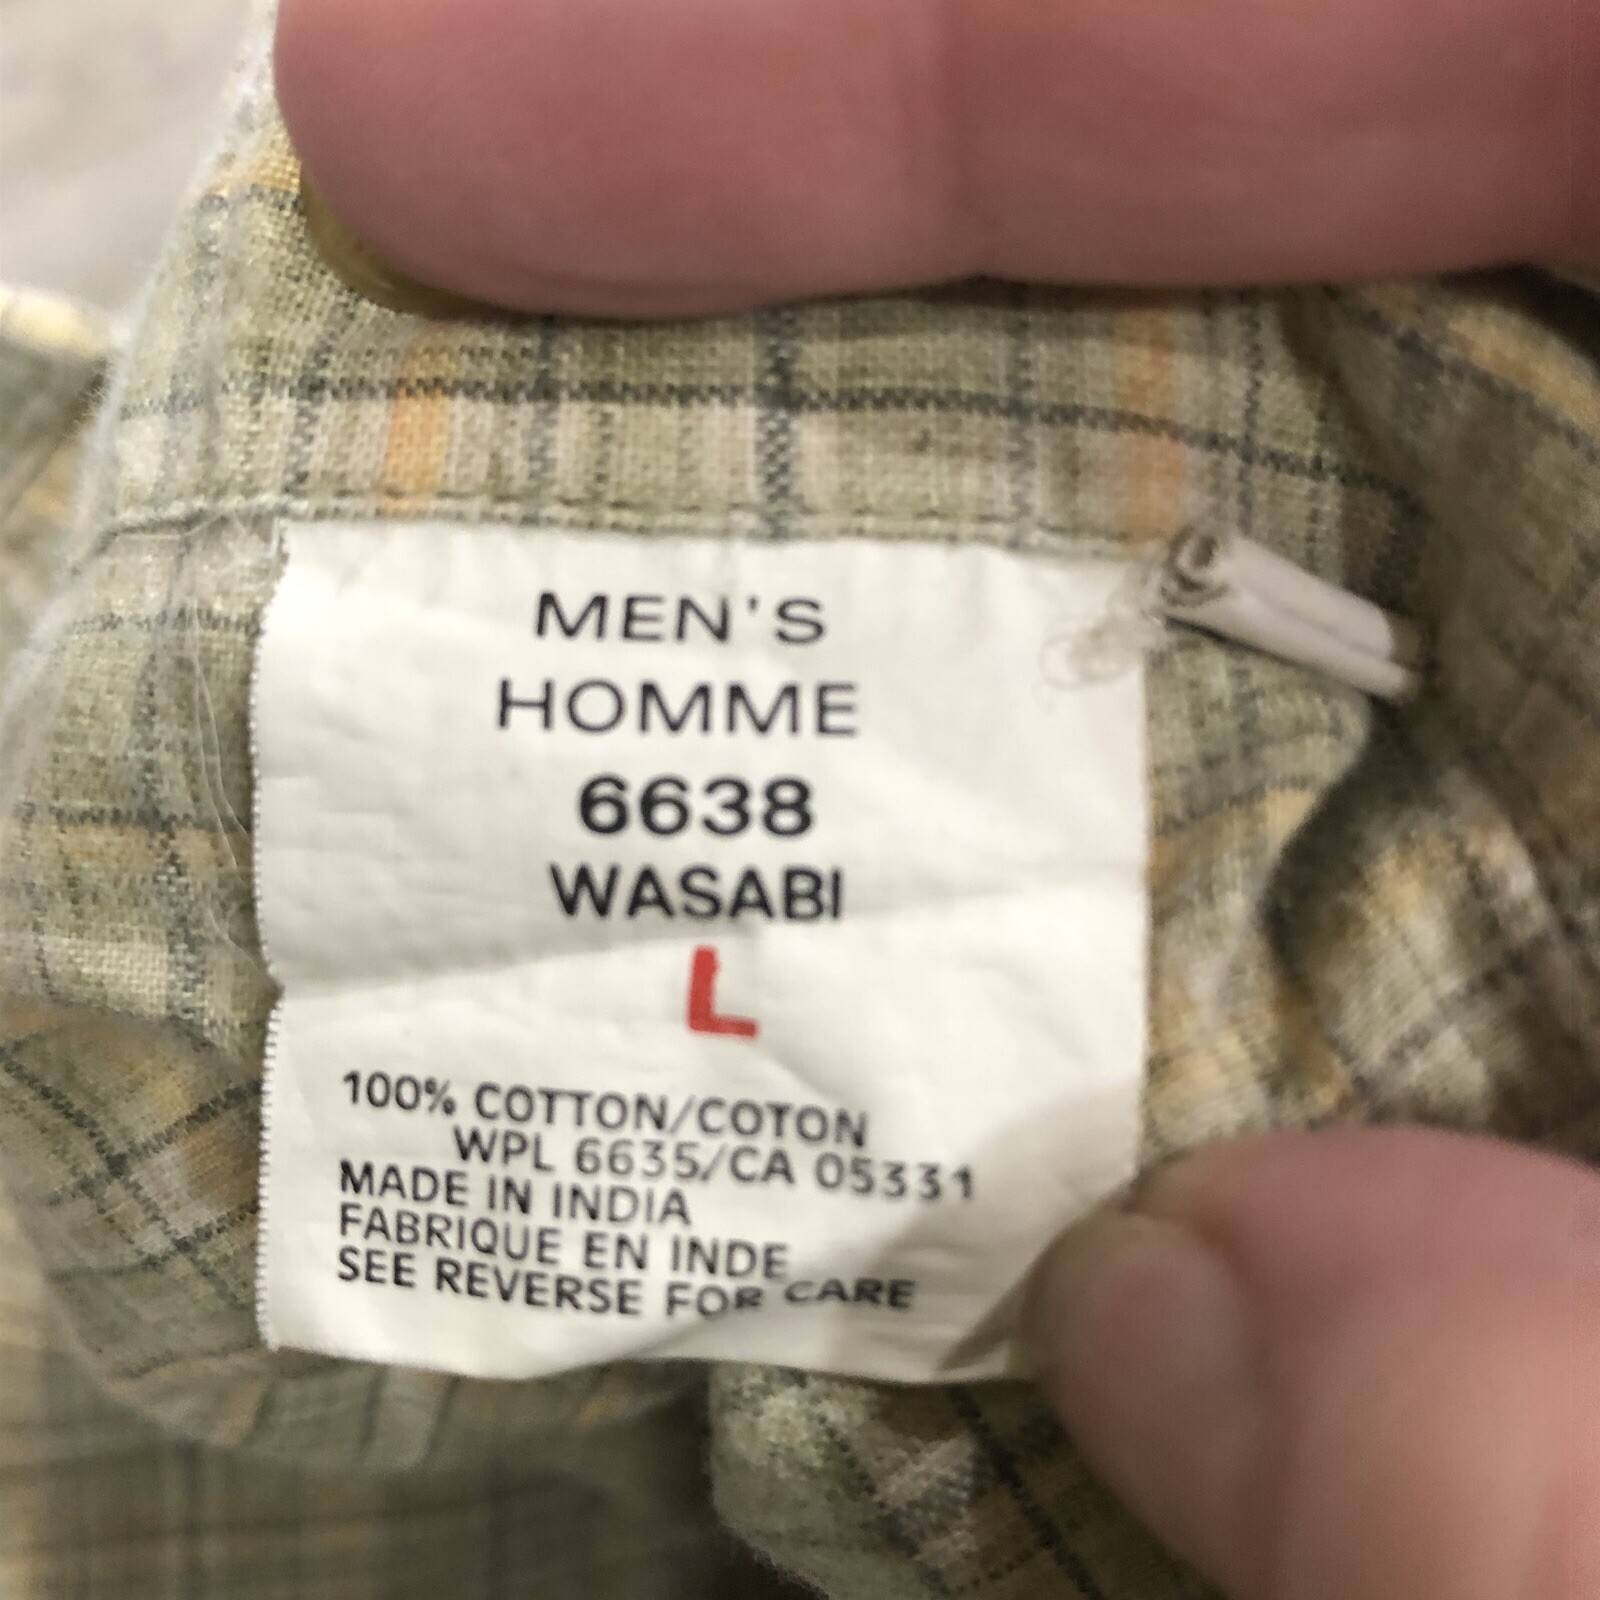 MEN'S
HOMME
6638
WASABI
L
100% COTTON/COTON
WPL 6635/CA 05331
MADE IN INDIA
FABRIQUE EN INDE
SEE REVERSE FOR CARE